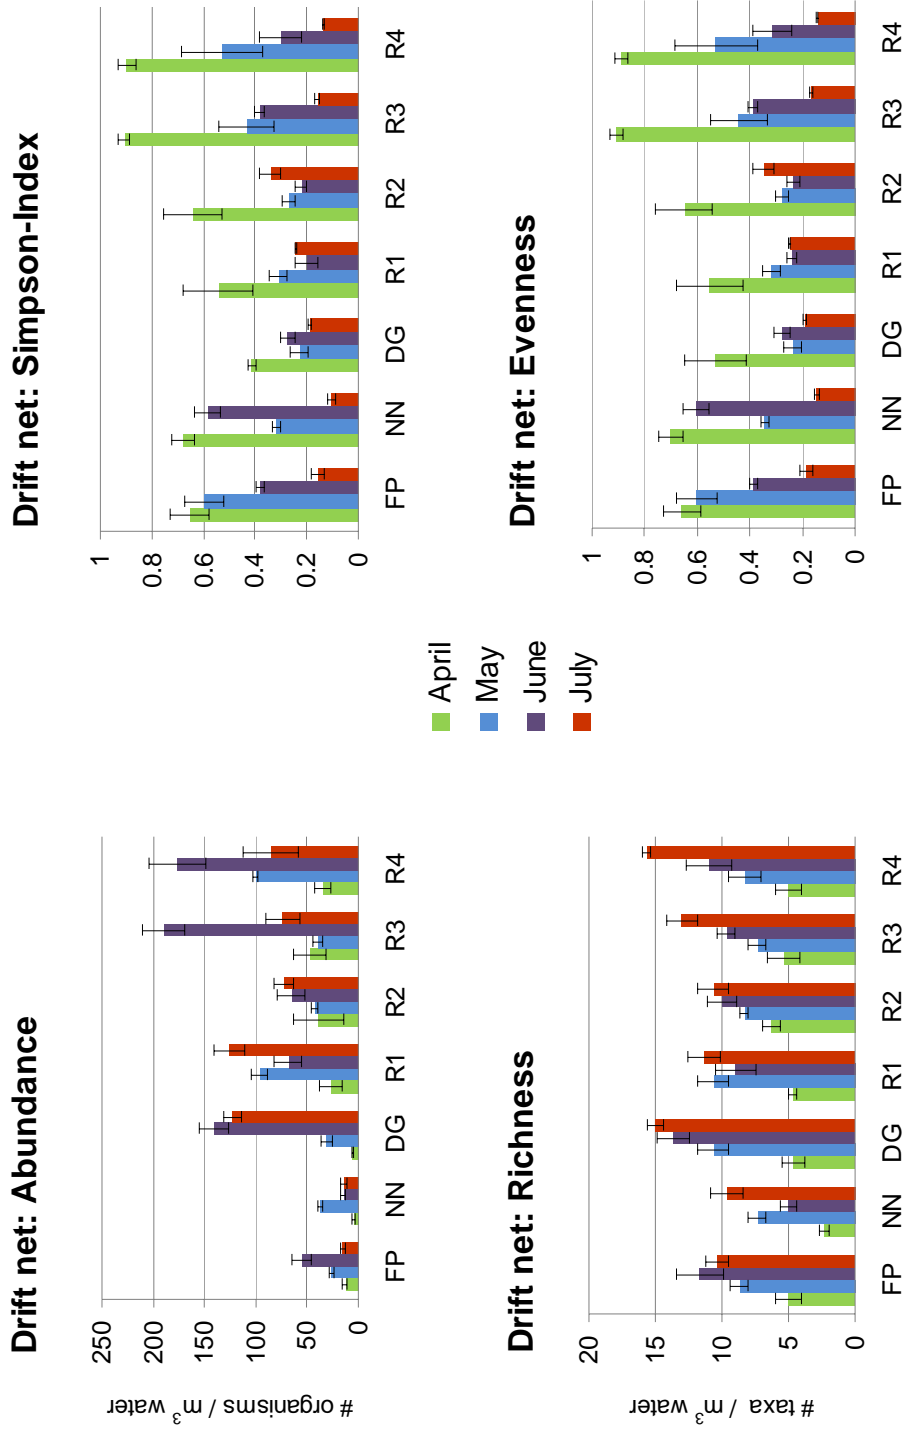 Drift net: Abundance
# organisms / m³ water
250
200
150
100
50
0
FP NN DG R1 R2 R3 R4
Drift net: Simpson-Index
1
0.8
0.6
0.4
0.2
0
FP NN DG R1 R2 R3 R4
April
May
June
July
Drift net: Richness
# taxa / m³ water
20
15
10
5
0
FP NN DG R1 R2 R3 R4
Drift net: Evenness
1
0.8
0.6
0.4
0.2
0
FP NN DG R1 R2 R3 R4